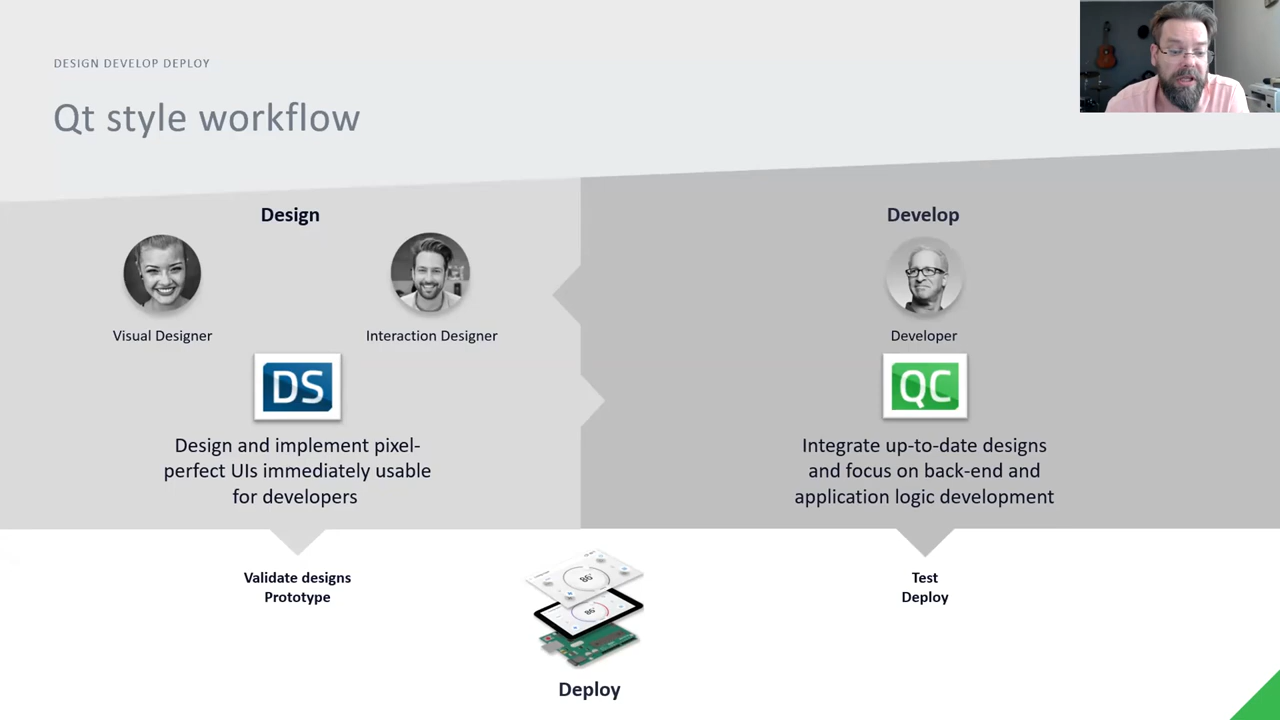 DESIGN DEVELOP DEPLOY
Qt style workflow
Design
Visual Designer
Interaction Designer
DS
Design and implement pixel-
perfect UIs immediately usable
for developers
Validate designs
Prototype
Develop
Developer
QC
Integrate up-to-date designs
and focus on back-end and
application logic development
Test
Deploy
86°
86°
Deploy